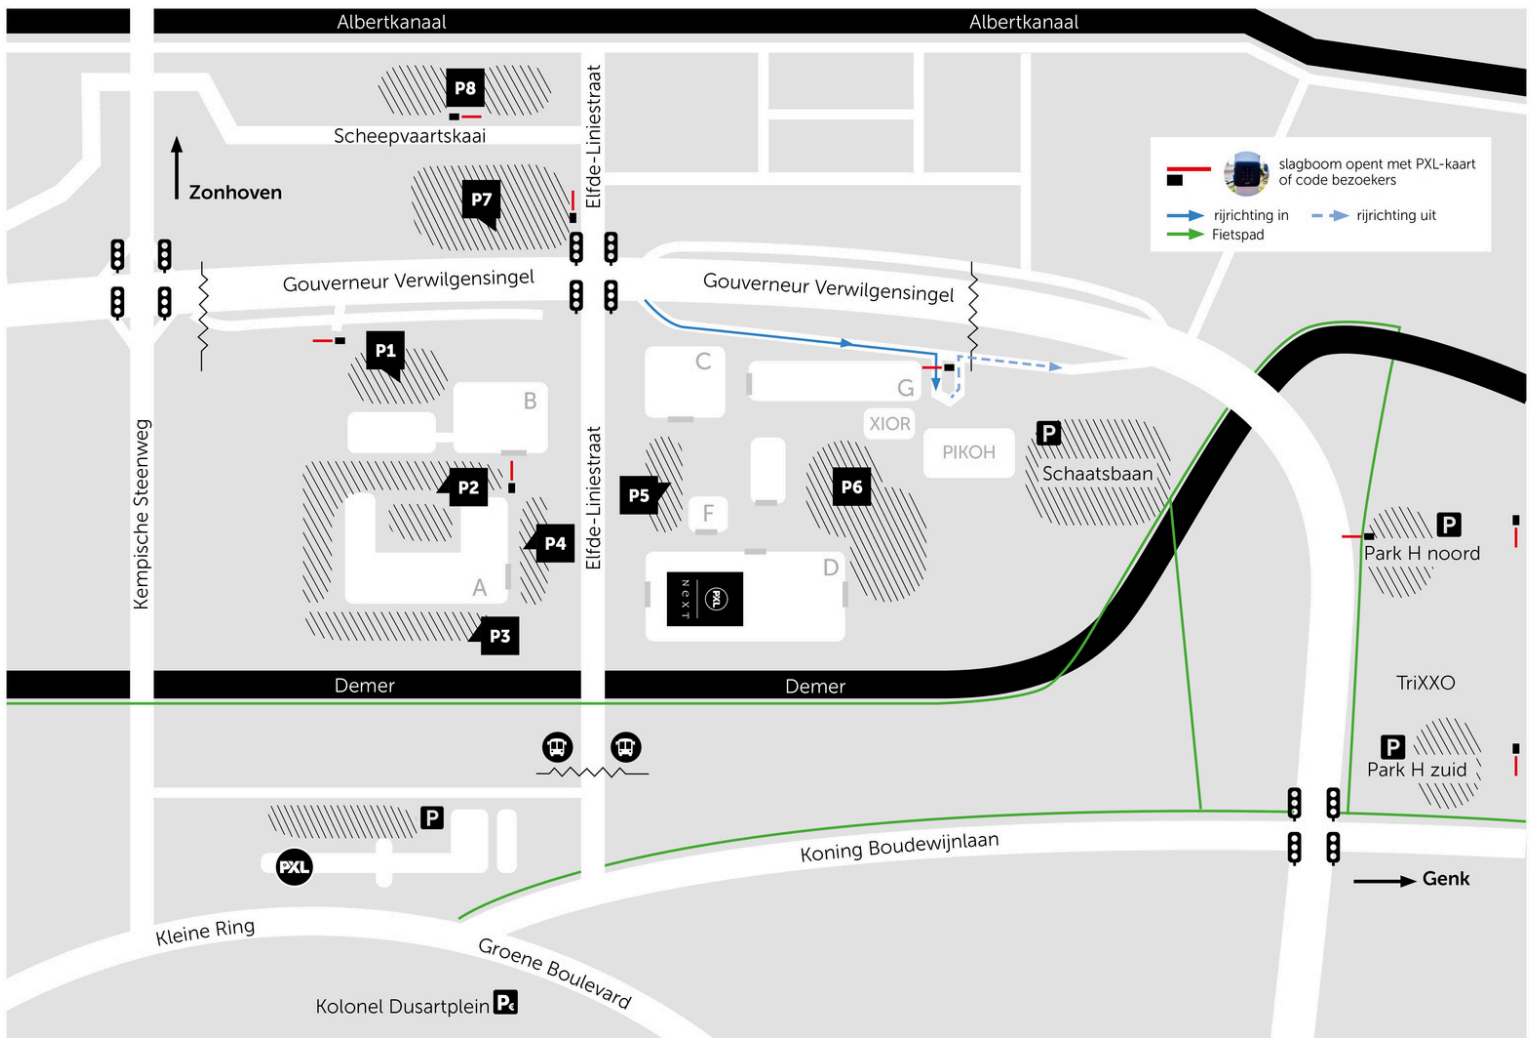 Albertkanaal
Albertkanaal
P8
Scheepvaartskaai
Elfde-Liniestraat
Zonhoven
P7
slagboom opent met PXL-kaart
of code bezoekers
rijrichting in
rijrichting uit
Fietspad
Gouverneur Verwilgensingel
Gouverneur Verwilgensingel
P1
B
C
G
XIOR
PIKOH
P
Schaatsbaan
Kempische Steenweg
Elfde-Liniestraat
P2
P5
P6
F
P4
A
D
PXL
NeXT
P3
P
Park H noord
Demer
Demer
TriXXO
P
Park H zuid
P
PXL
Koning Boudewijnlaan
Genk
Kleine Ring
Groene Boulevard
Kolonel Dusartplein
P€